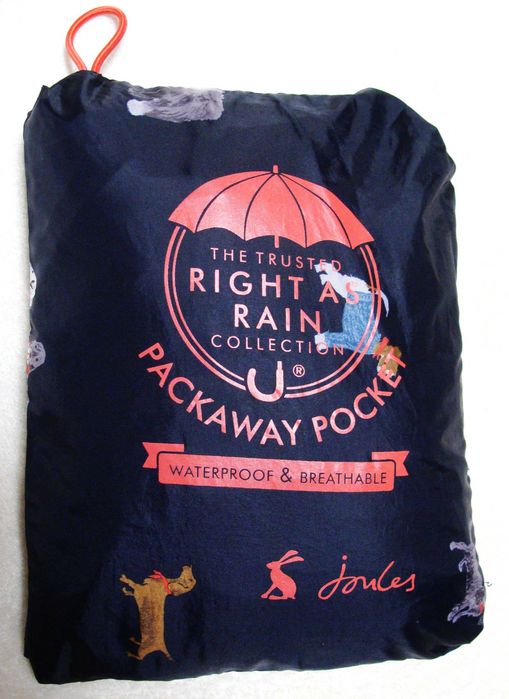 THE TRUSTED
RIGHT AS
RAIN
COLLECTION
®
PACKAWAY POCKET
WATERPROOF & BREATHABLE
Joules